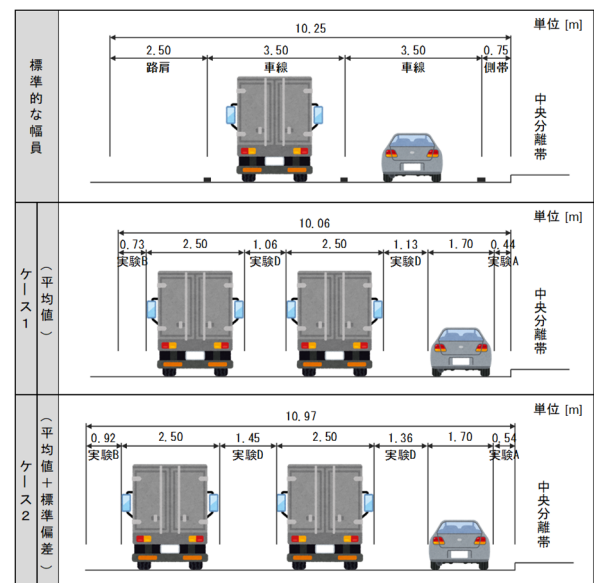 標準的な幅員
単位 [m]
10.25
2.50 3.50 3.50 0.75
路肩 車線 車線 側帯
中央分離帯
ケース1
（平均値）
単位 [m]
10.06
0.73 2.50 1.06 2.50 1.13 1.70 0.44
実験B 実験D 実験D 実験A
中央分離帯
ケース2
（平均値＋標準偏差）
単位 [m]
10.97
0.92 2.50 1.45 2.50 1.36 1.70 0.54
実験B 実験D 実験D 実験A
中央分離帯